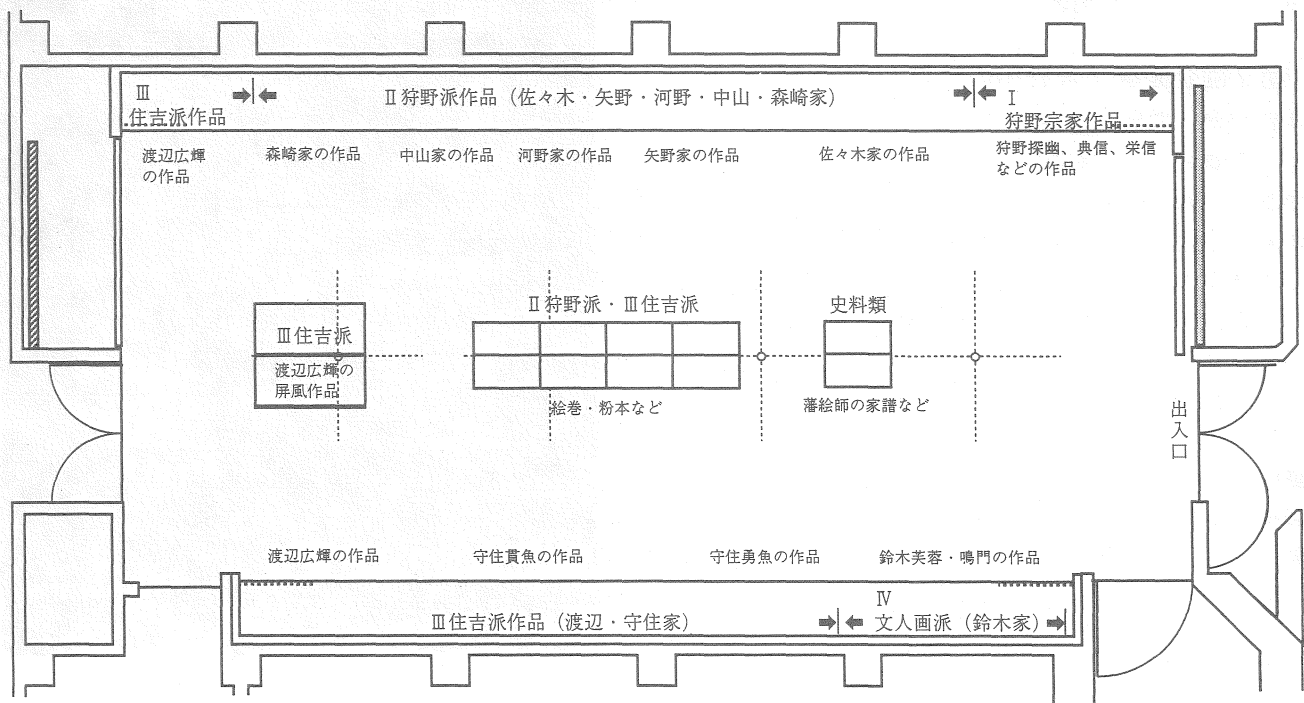 Ⅲ
住吉派作品
Ⅱ狩野派作品（佐々木・矢野・河野・中山・森崎家）
Ⅰ
狩野宗家作品
渡辺広輝
の作品
森崎家の作品
中山家の作品
河野家の作品
矢野家の作品
佐々木家の作品
狩野探幽、典信、栄信
などの作品
Ⅲ住吉派
渡辺広輝の
屏風作品
Ⅱ狩野派・Ⅲ住吉派
絵巻・粉本など
史料類
藩絵師の家譜など
出入口
渡辺広輝の作品
守住貫魚の作品
守住勇魚の作品
鈴木芙蓉・鳴門の作品
Ⅲ住吉派作品（渡辺・守住家）
Ⅳ
文人画派（鈴木家）